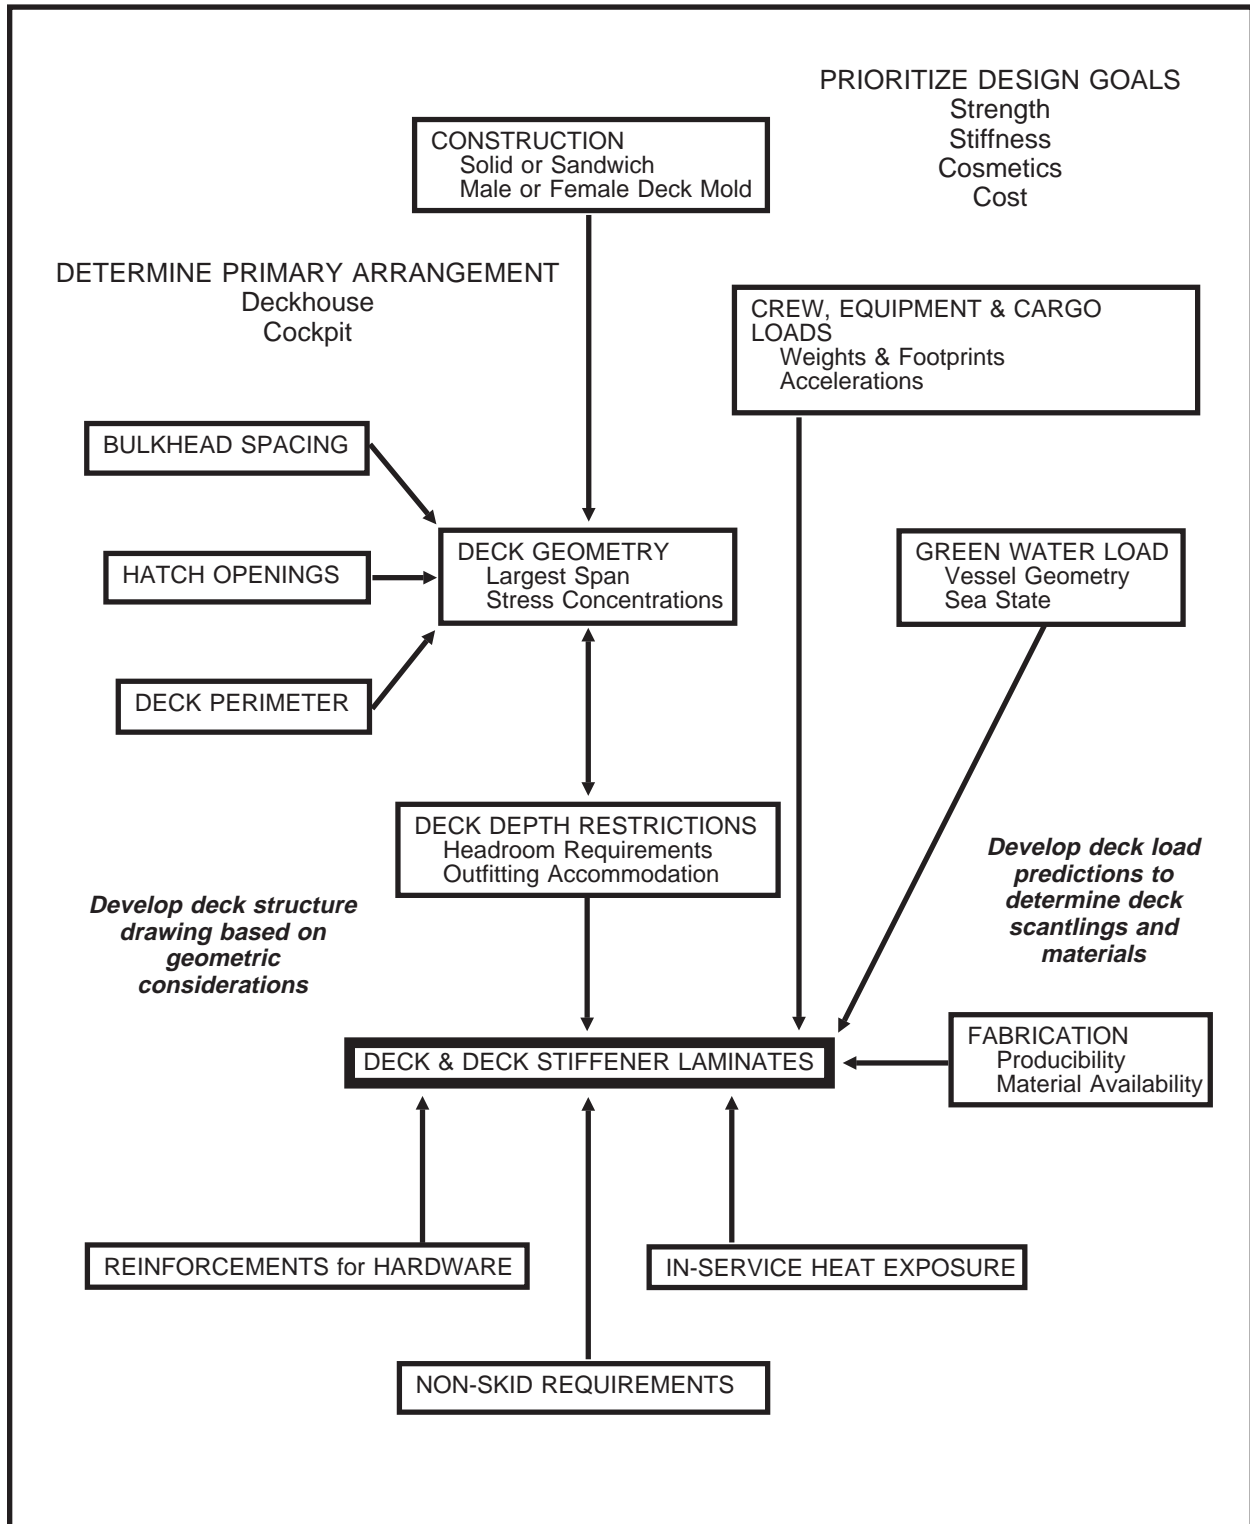 PRIORITIZE DESIGN GOALS
Strength
Stiffness
Cosmetics
Cost
CONSTRUCTION
Solid or Sandwich
Male or Female Deck Mold
DETERMINE PRIMARY ARRANGEMENT
Deckhouse
Cockpit
CREW, EQUIPMENT & CARGO
LOADS
Weights & Footprints
Accelerations
BULKHEAD SPACING
HATCH OPENINGS
DECK PERIMETER
DECK GEOMETRY
Largest Span
Stress Concentrations
GREEN WATER LOAD
Vessel Geometry
Sea State
DECK DEPTH RESTRICTIONS
Headroom Requirements
Outfitting Accommodation
Develop deck structure
drawing based on
geometric
considerations
Develop deck load
predictions to
determine deck
scantlings and
materials
DECK & DECK STIFFENER LAMINATES
FABRICATION
Producibility
Material Availability
REINFORCEMENTS for HARDWARE
IN-SERVICE HEAT EXPOSURE
NON-SKID REQUIREMENTS